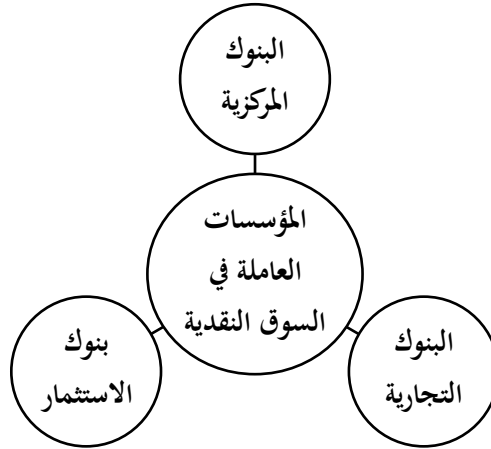 البنوك
المركزية
المؤسسات
العاملة في
السوق النقدية
البنوك
التجارية
بنوك
الاستثمار